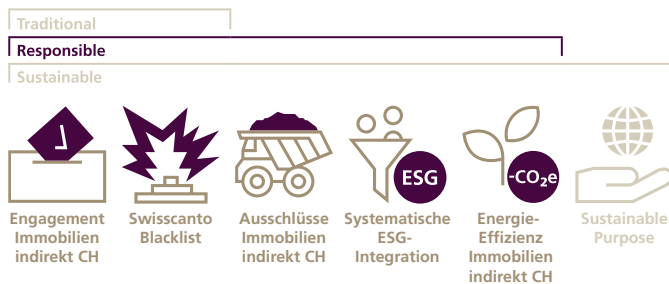 Traditional
Responsible
Sustainable
ESG
-CO₂e
Engagement
Immobilien
indirekt CH
Swisscanto
Blacklist
Ausschlüsse
Immobilien
indirekt CH
Systematische
ESG-
Integration
Energie-
Effizienz
Immobilien
indirekt CH
Sustainable
Purpose